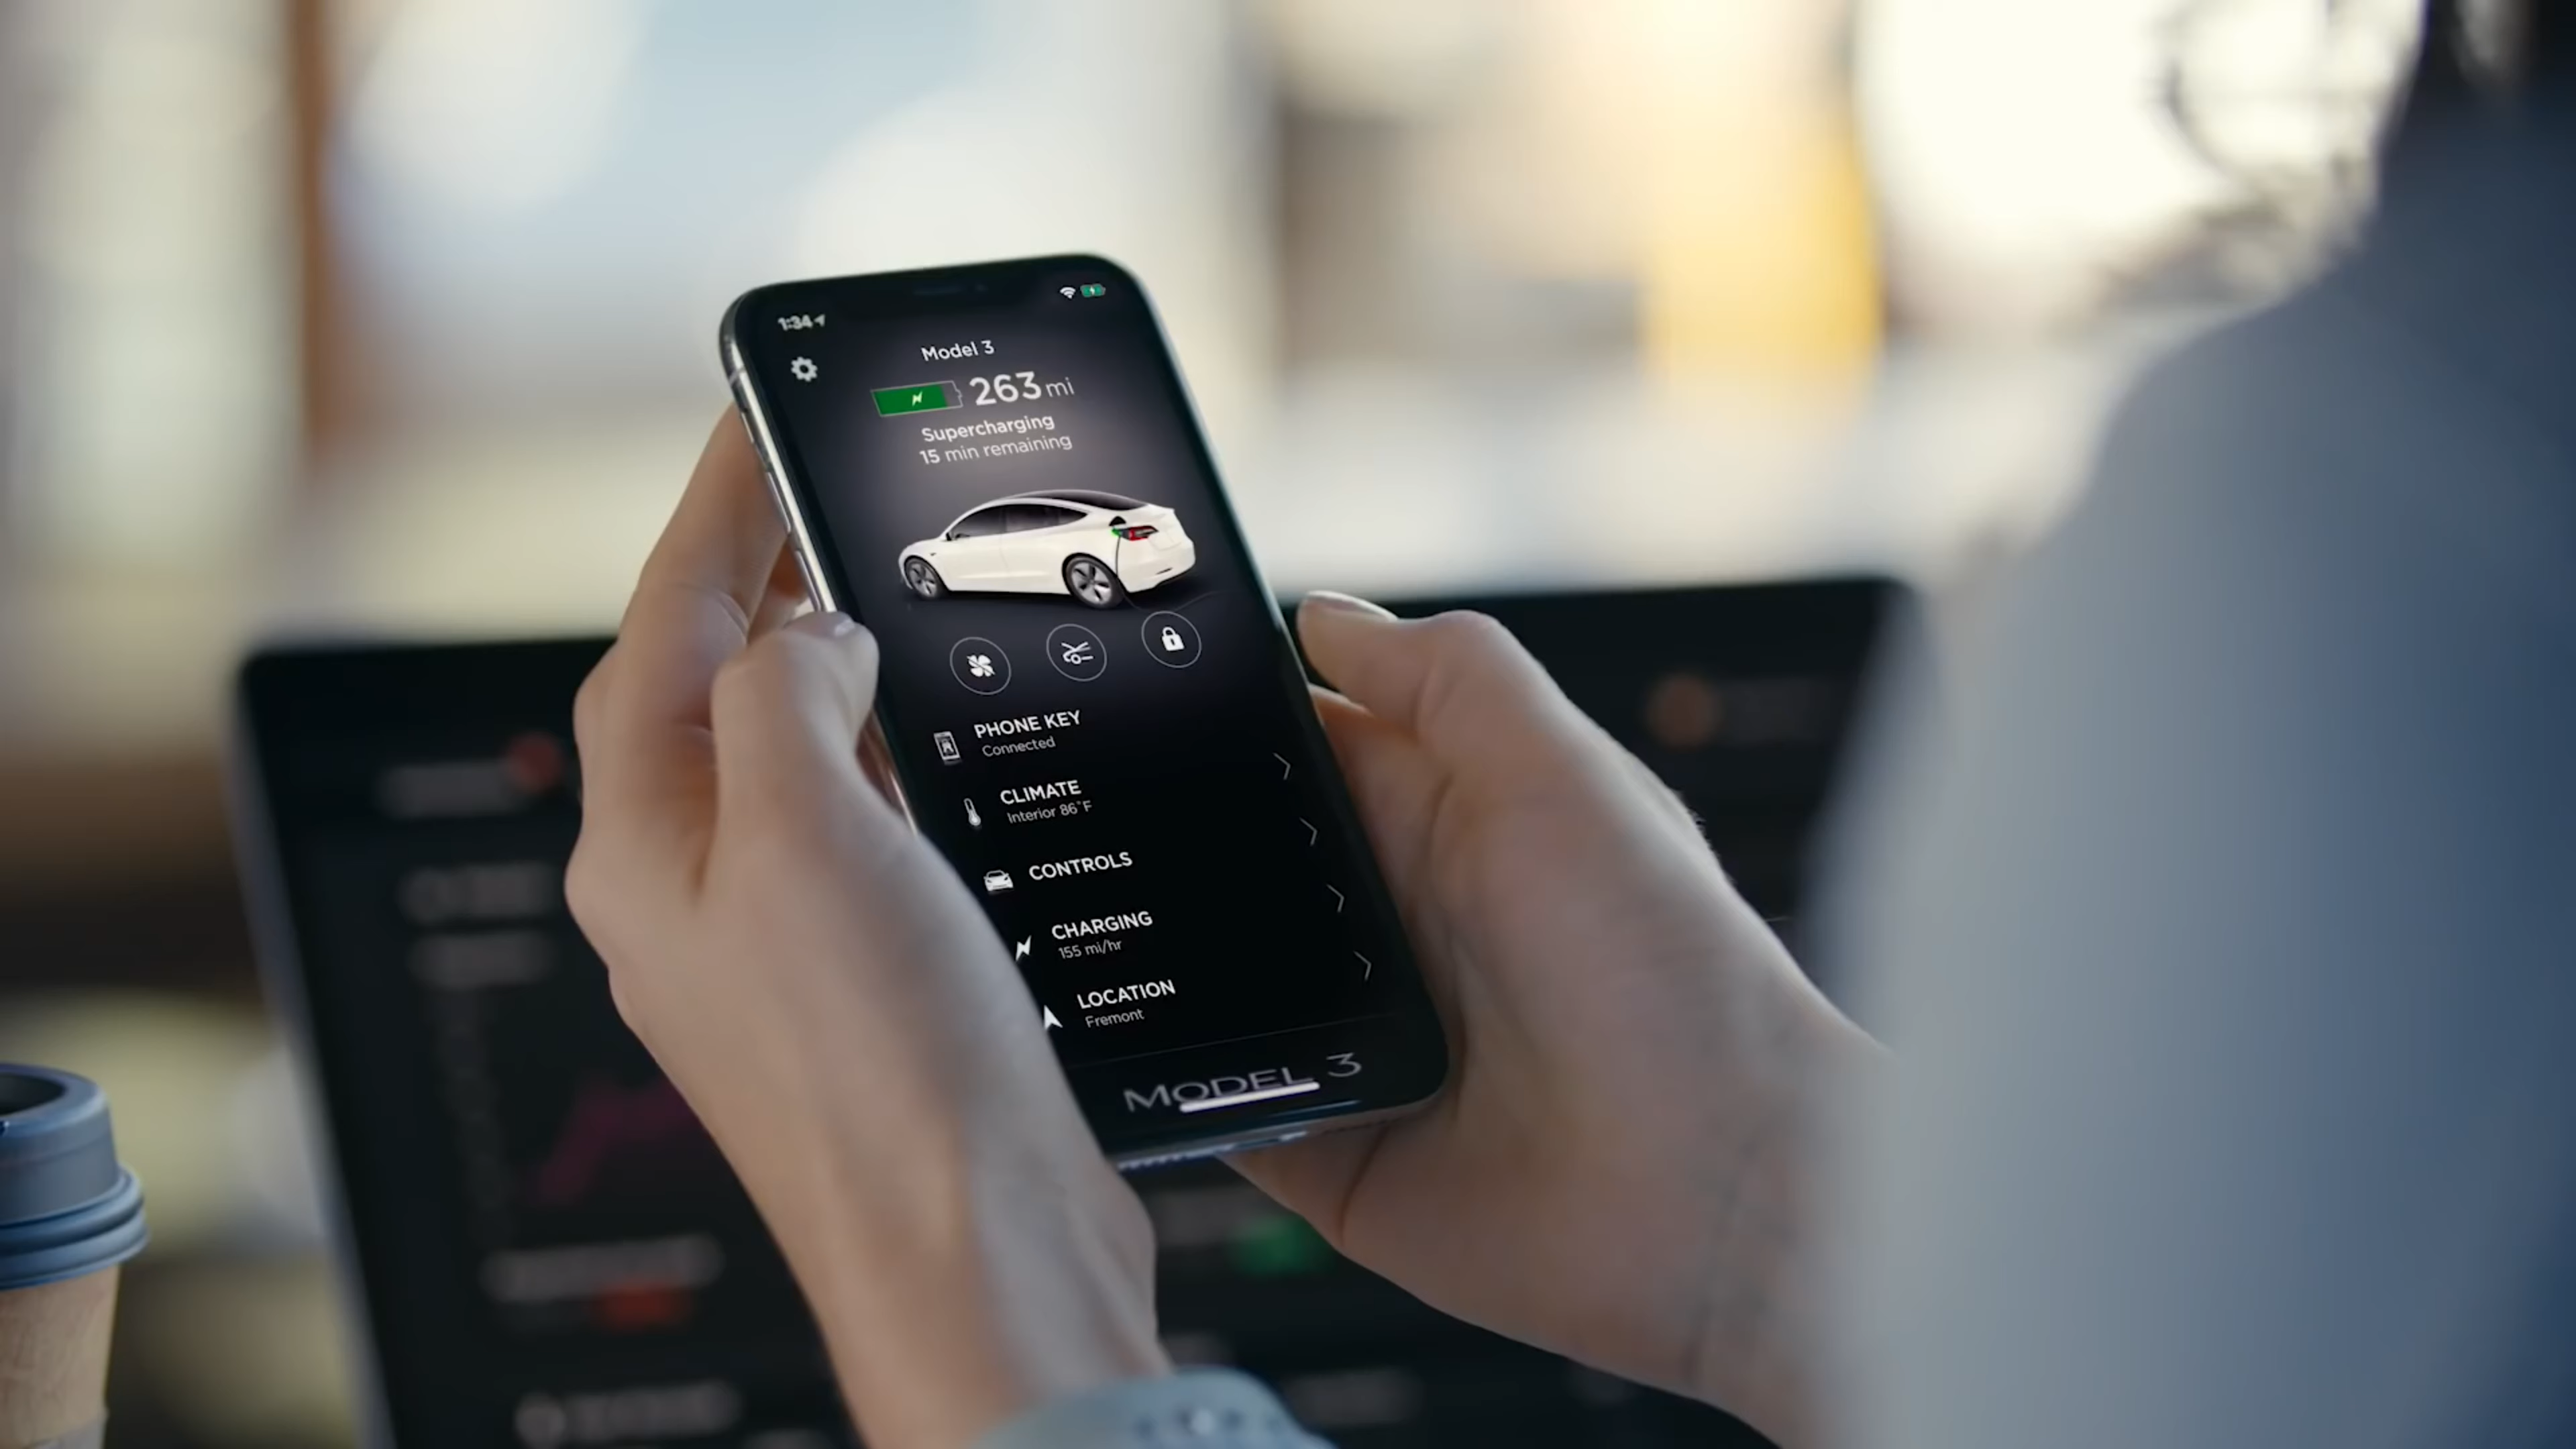 1:34
Model 3
263 mi
Supercharging
15 min remaining
PHONE KEY
Connected
CLIMATE
Interior 86°F
CONTROLS
CHARGING
155 mi/hr
LOCATION
Fremont
MODEL 3